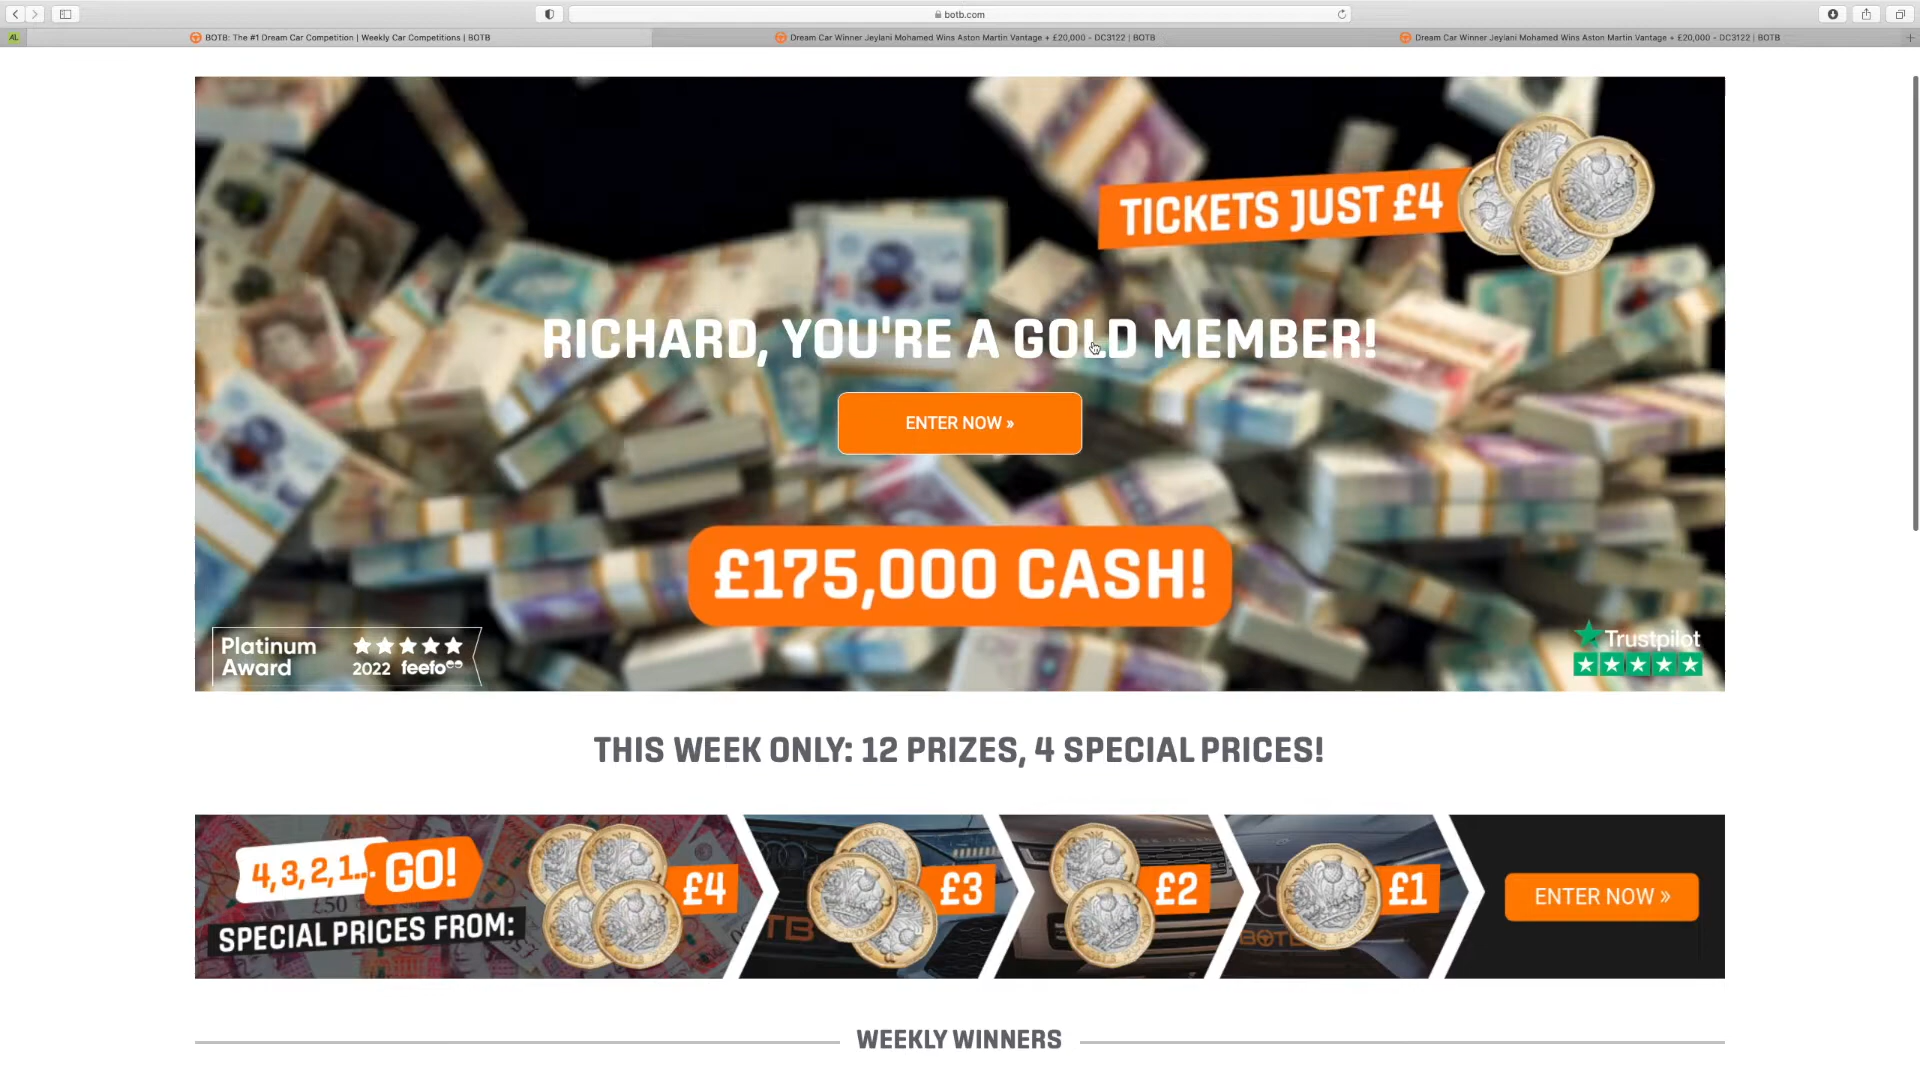 botb.com
AL
BOTB: The #1 Dream Car Competition | Weekly Car Competitions | BOTB
Dream Car Winner Jeylani Mohamed Wins Aston Martin Vantage + £20,000 - DC3122 | BOTB
Dream Car Winner Jeylani Mohamed Wins Aston Martin Vantage + £20,000 - DC3122 | BOTB
TICKETS JUST £4
RICHARD, YOU'RE A GOLD MEMBER!
ENTER NOW »
£175,000 CASH!
Platinum
Award
2022 feefo
Trustpilot
THIS WEEK ONLY: 12 PRIZES, 4 SPECIAL PRICES!
4, 3, 2, 1... GO!
SPECIAL PRICES FROM:
£4
£3
£2
£1
ENTER NOW »
WEEKLY WINNERS